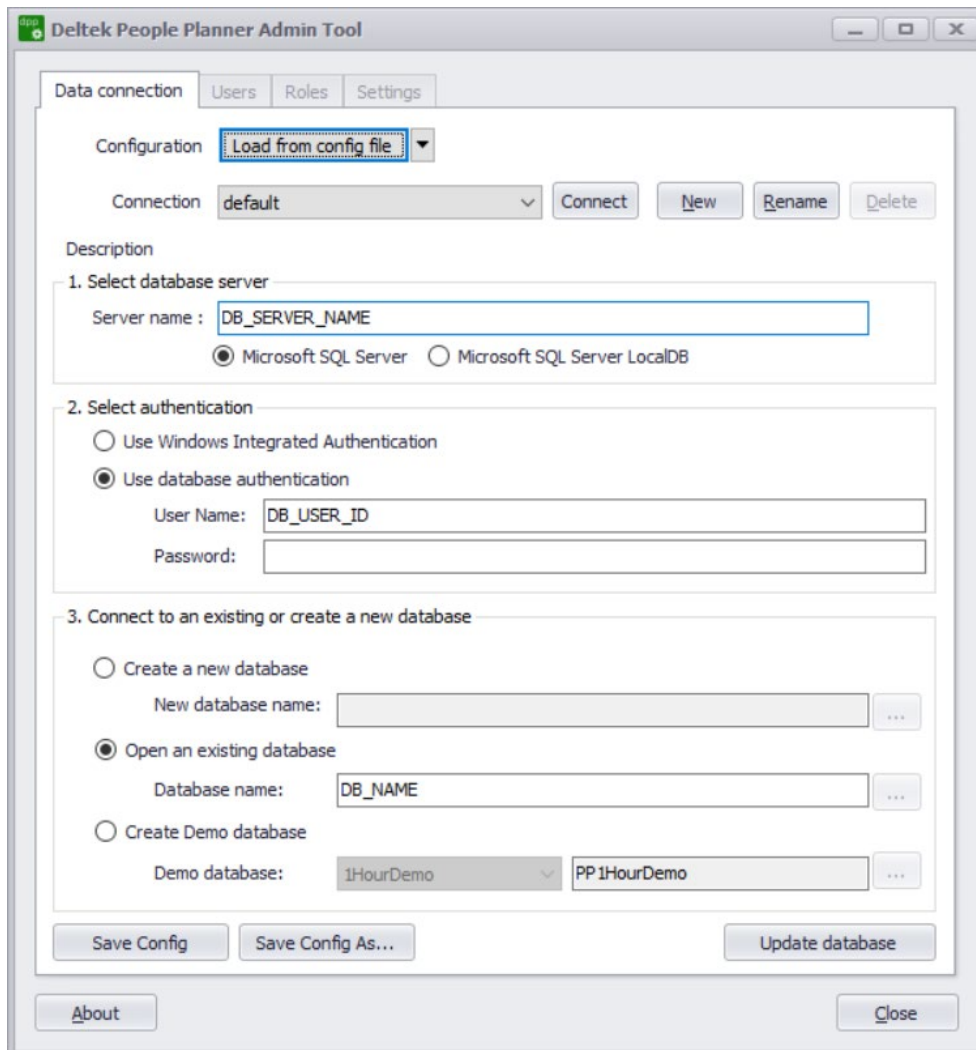 dpp
Deltek People Planner Admin Tool
Data connection Users Roles Settings
Configuration Load from config file
Connection default Connect New Rename Delete
Description
1. Select database server
Server name : DB_SERVER_NAME
Microsoft SQL Server Microsoft SQL Server LocalDB
2. Select authentication
Use Windows Integrated Authentication
Use database authentication
User Name: DB_USER_ID
Password:
3. Connect to an existing or create a new database
Create a new database
New database name: ...
Open an existing database
Database name: DB_NAME ...
Create Demo database
Demo database: 1HourDemo PP1HourDemo ...
Save Config Save Config As... Update database
About Close